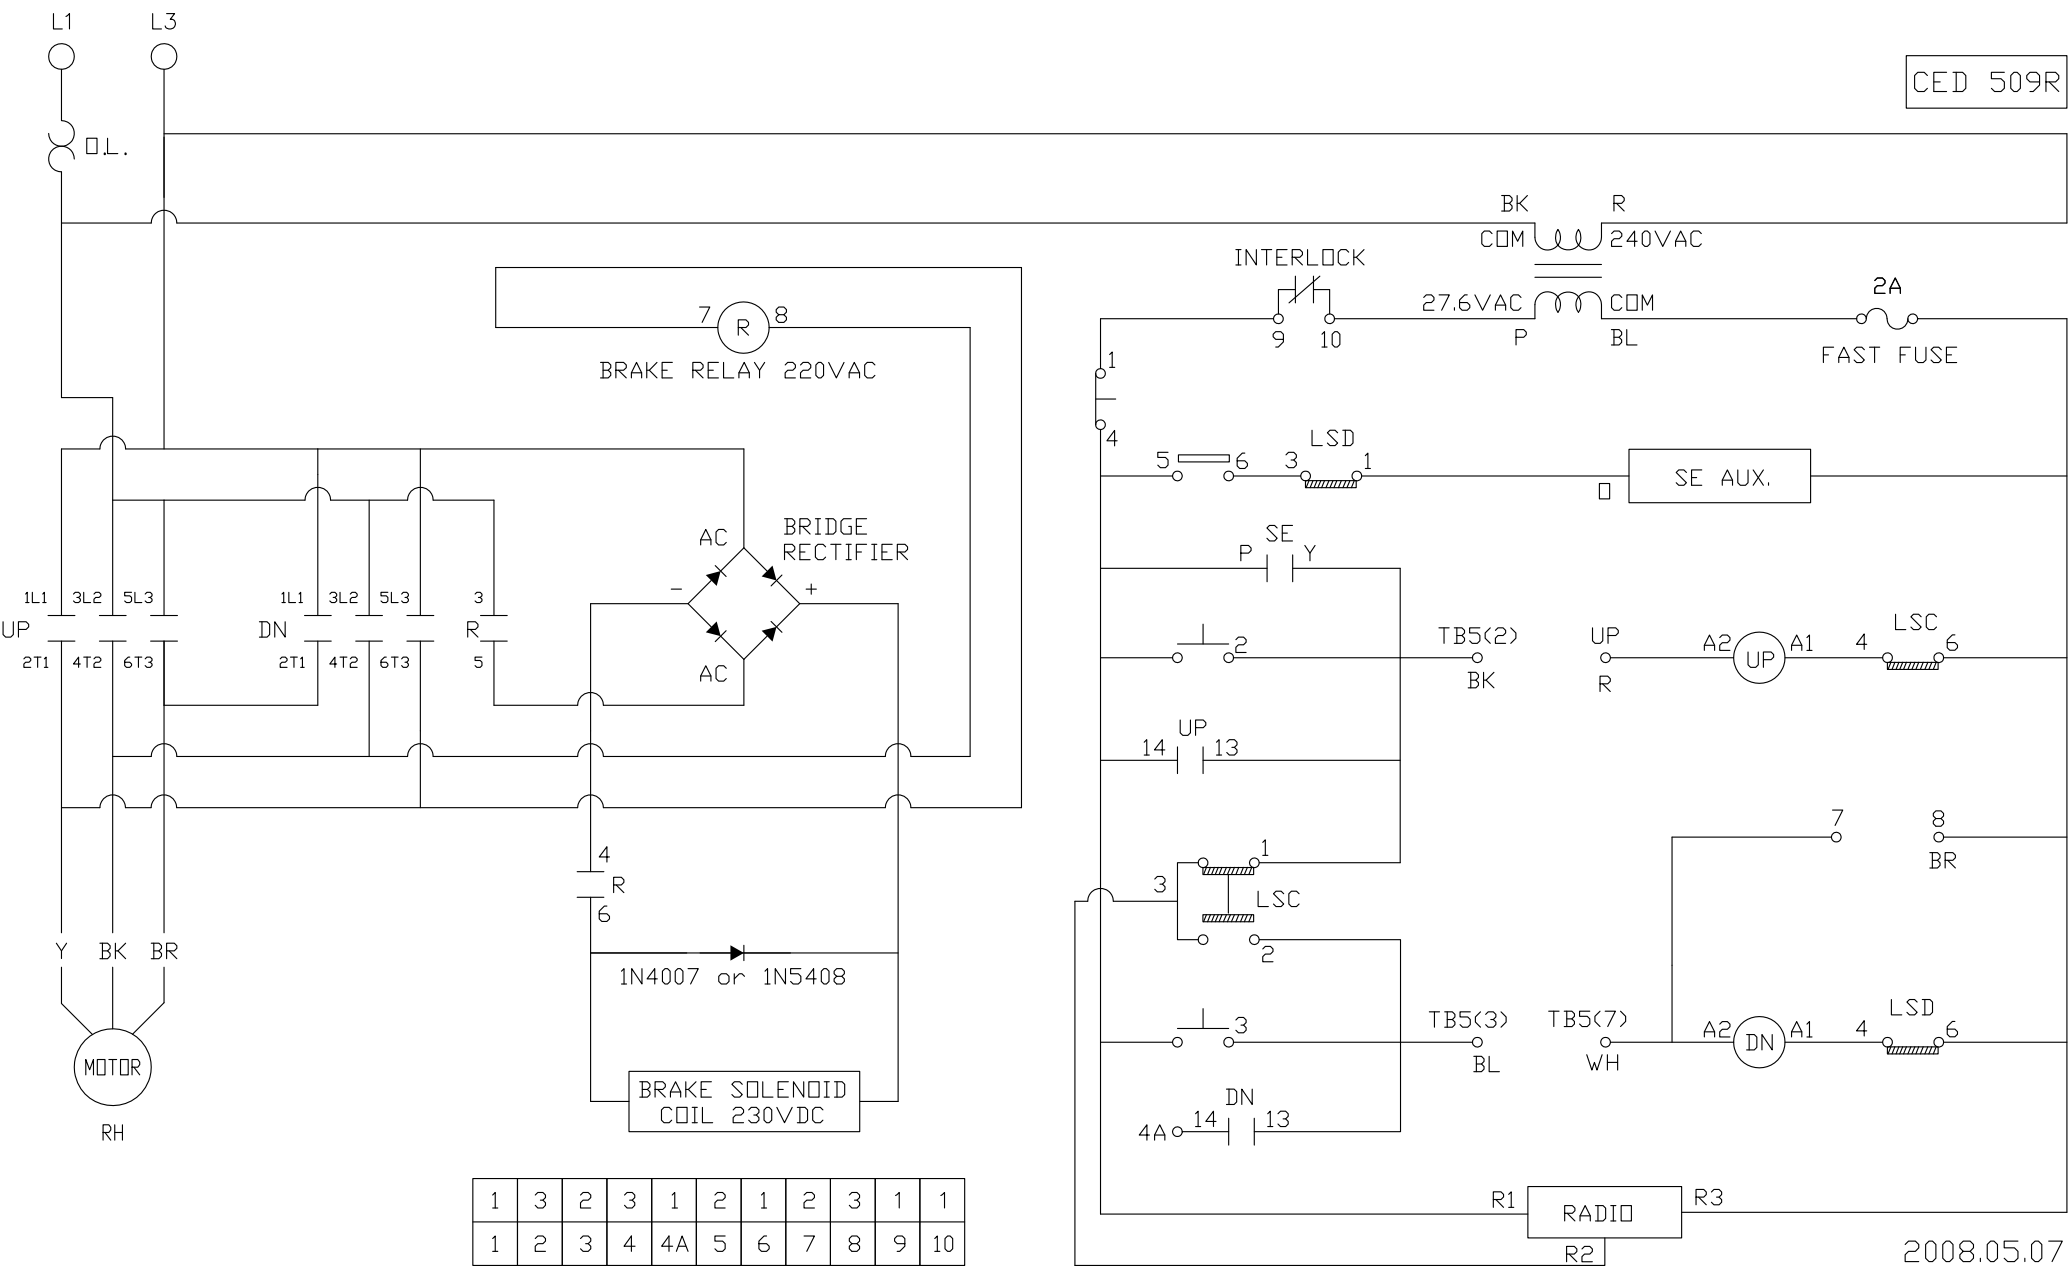 L1 L3
CED 509R
O.L.
BK R
COM 240VAC
INTERLOCK
27.6VAC COM
2A
9 10 P BL
FAST FUSE
7 R 8
BRAKE RELAY 220VAC
1
4
LSD
5 6 3 1
SE AUX.
O
BRIDGE
RECTIFIER
AC
- +
AC
SE
P Y
1L1 3L2 5L3 1L1 3L2 5L3 3
UP DN R
2T1 4T2 6T3 2T1 4T2 6T3 5
2 TB5(2) UP A2 UP A1 4 LSC 6
BK R
UP
14 13
7 8
BR
1
3 LSC
2
4
R
6
Y BK BR
1N4007 or 1N5408
3 TB5(3) TB5(7) A2 DN A1 4 LSD 6
BL WH
MOTOR
RH
BRAKE SOLENOID
COIL 230VDC
DN
4A 14 13
R1 RADIO R3
R2
1 3 2 3 1 2 1 2 3 1 1
1 2 3 4 4A 5 6 7 8 9 10
2008.05.07